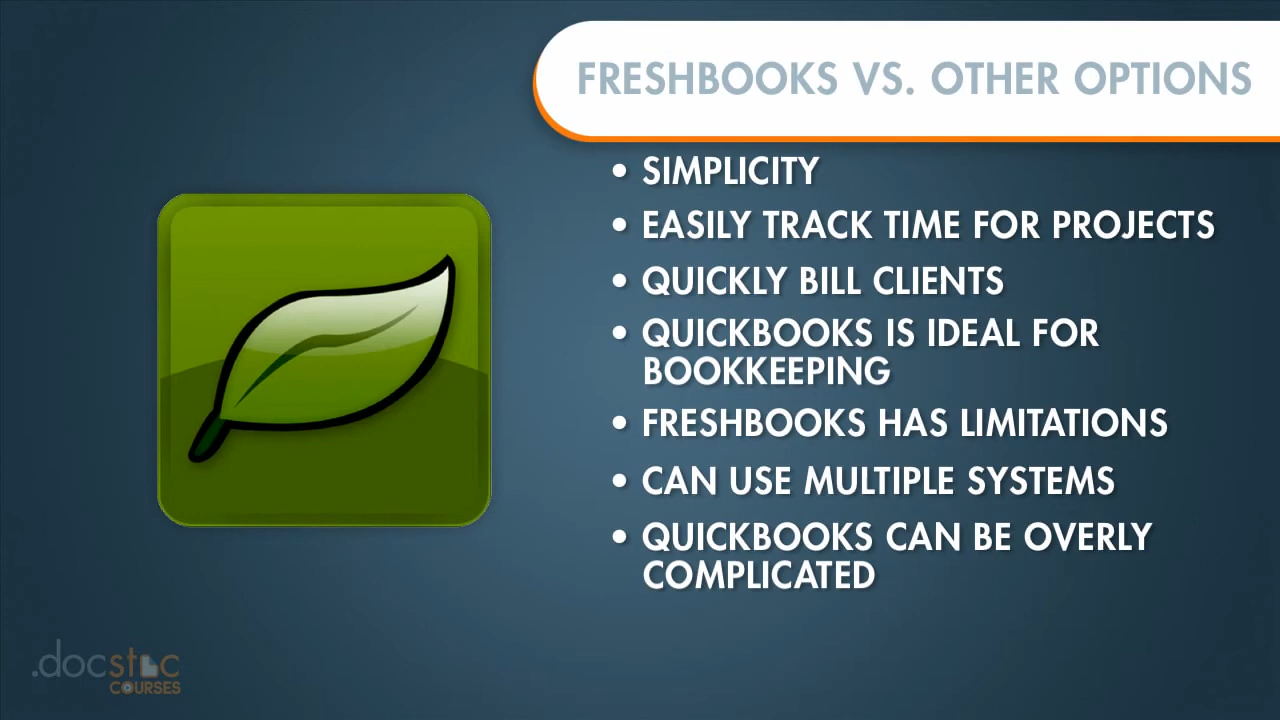 FRESHBOOKS VS. OTHER OPTIONS
• SIMPLICITY
• EASILY TRACK TIME FOR PROJECTS
• QUICKLY BILL CLIENTS
• QUICKBOOKS IS IDEAL FOR
BOOKKEEPING
• FRESHBOOKS HAS LIMITATIONS
• CAN USE MULTIPLE SYSTEMS
• QUICKBOOKS CAN BE OVERLY
COMPLICATED
.docstoc
COURSES